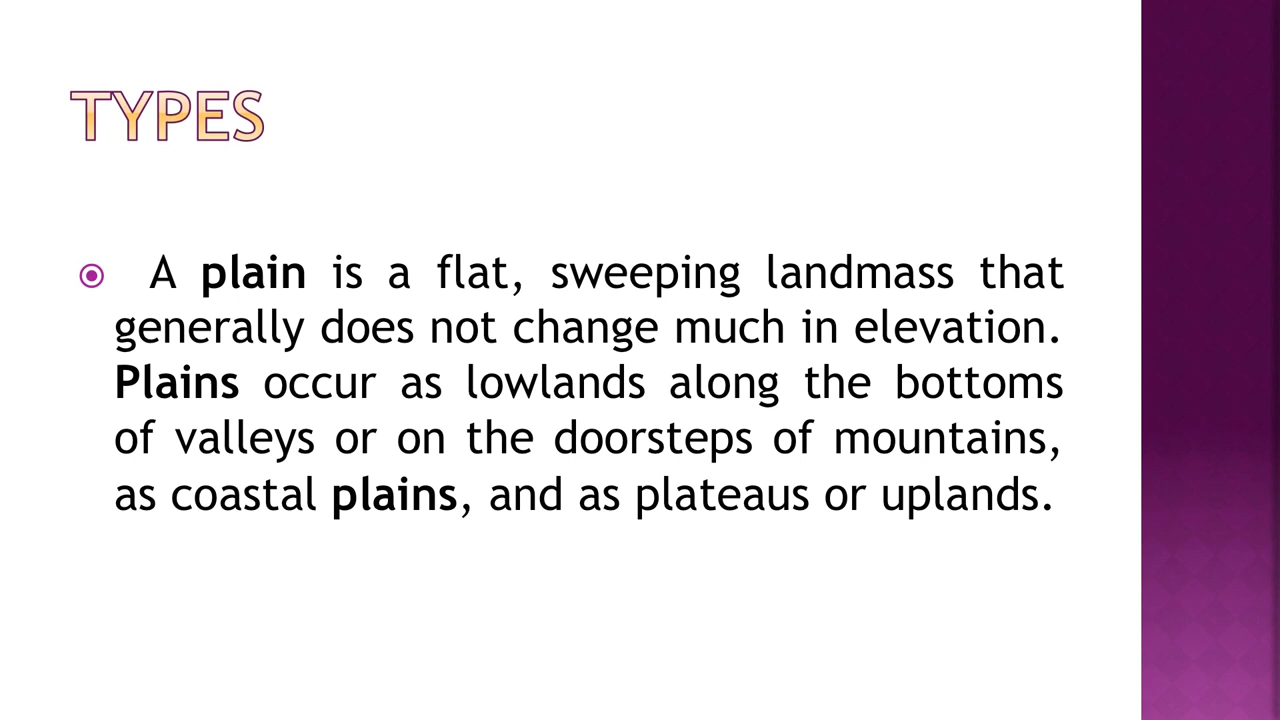 TYPES
A plain is a flat, sweeping landmass that
generally does not change much in elevation.
Plains occur as lowlands along the bottoms
of valleys or on the doorsteps of mountains,
as coastal plains, and as plateaus or uplands.